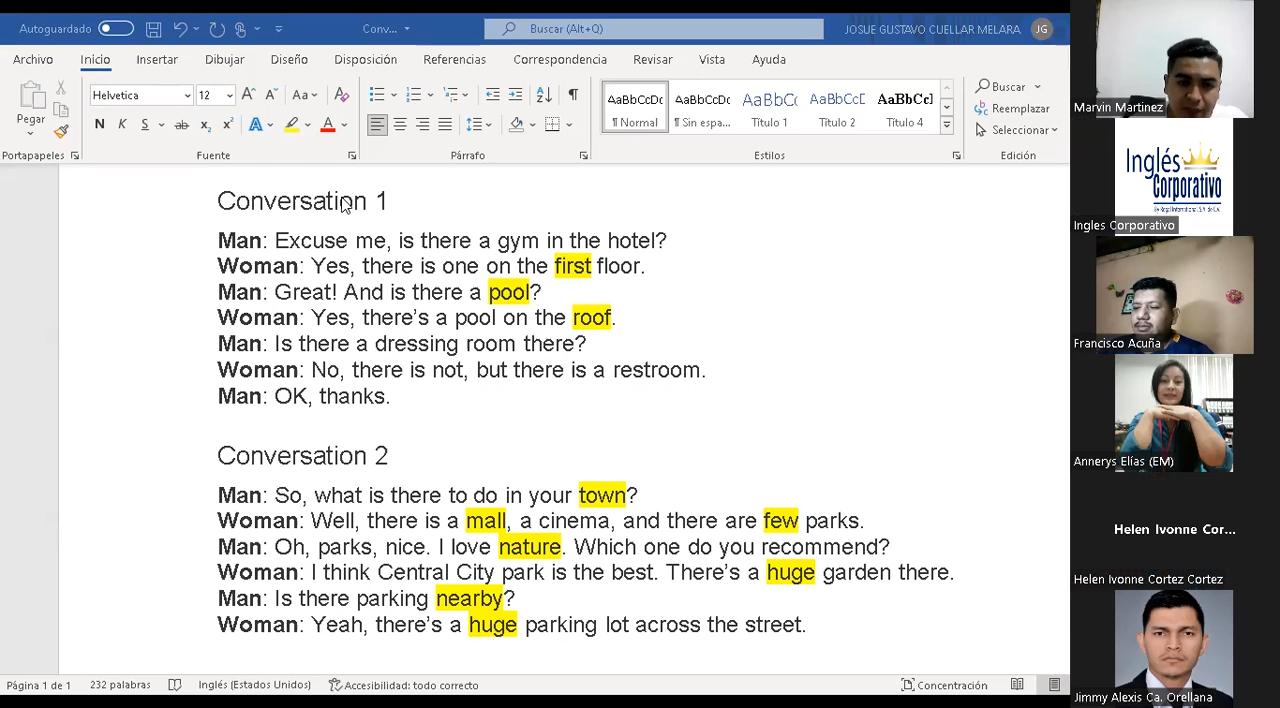 Autoguardado
Conv...
Buscar (Alt+Q)
JOSUE GUSTAVO CUELLAR MELARA
JG
Archivo
Inicio
Insertar
Dibujar
Diseño
Disposición
Referencias
Correspondencia
Revisar
Vista
Ayuda
Pegar
Helvetica
12
Aa
N K S ab x₂ x² A A
AaBbCcDc
¶ Normal
AaBbCcDc
¶ Sin espa...
AaBbC(
Título 1
AaBbCcE
Título 2
AaBbCcI
Título 4
Buscar
Reemplazar
Seleccionar
Portapapeles
Fuente
Párrafo
Estilos
Edición
Conversation 1
Man: Excuse me, is there a gym in the hotel?
Woman: Yes, there is one on the first floor.
Man: Great! And is there a pool?
Woman: Yes, there’s a pool on the roof.
Man: Is there a dressing room there?
Woman: No, there is not, but there is a restroom.
Man: OK, thanks.
Conversation 2
Man: So, what is there to do in your town?
Woman: Well, there is a mall, a cinema, and there are few parks.
Man: Oh, parks, nice. I love nature. Which one do you recommend?
Woman: I think Central City park is the best. There’s a huge garden there.
Man: Is there parking nearby?
Woman: Yeah, there’s a huge parking lot across the street.
Página 1 de 1
232 palabras
Inglés (Estados Unidos)
Accesibilidad: todo correcto
Concentración
Marvin Martinez
Inglés
Corporativo
By Regal International, S.A. de C.V.
Ingles Corporativo
Francisco Acuña
Annerys Elías (EM)
Helen Ivonne Cor...
Helen Ivonne Cortez Cortez
Jimmy Alexis Ca. Orellana